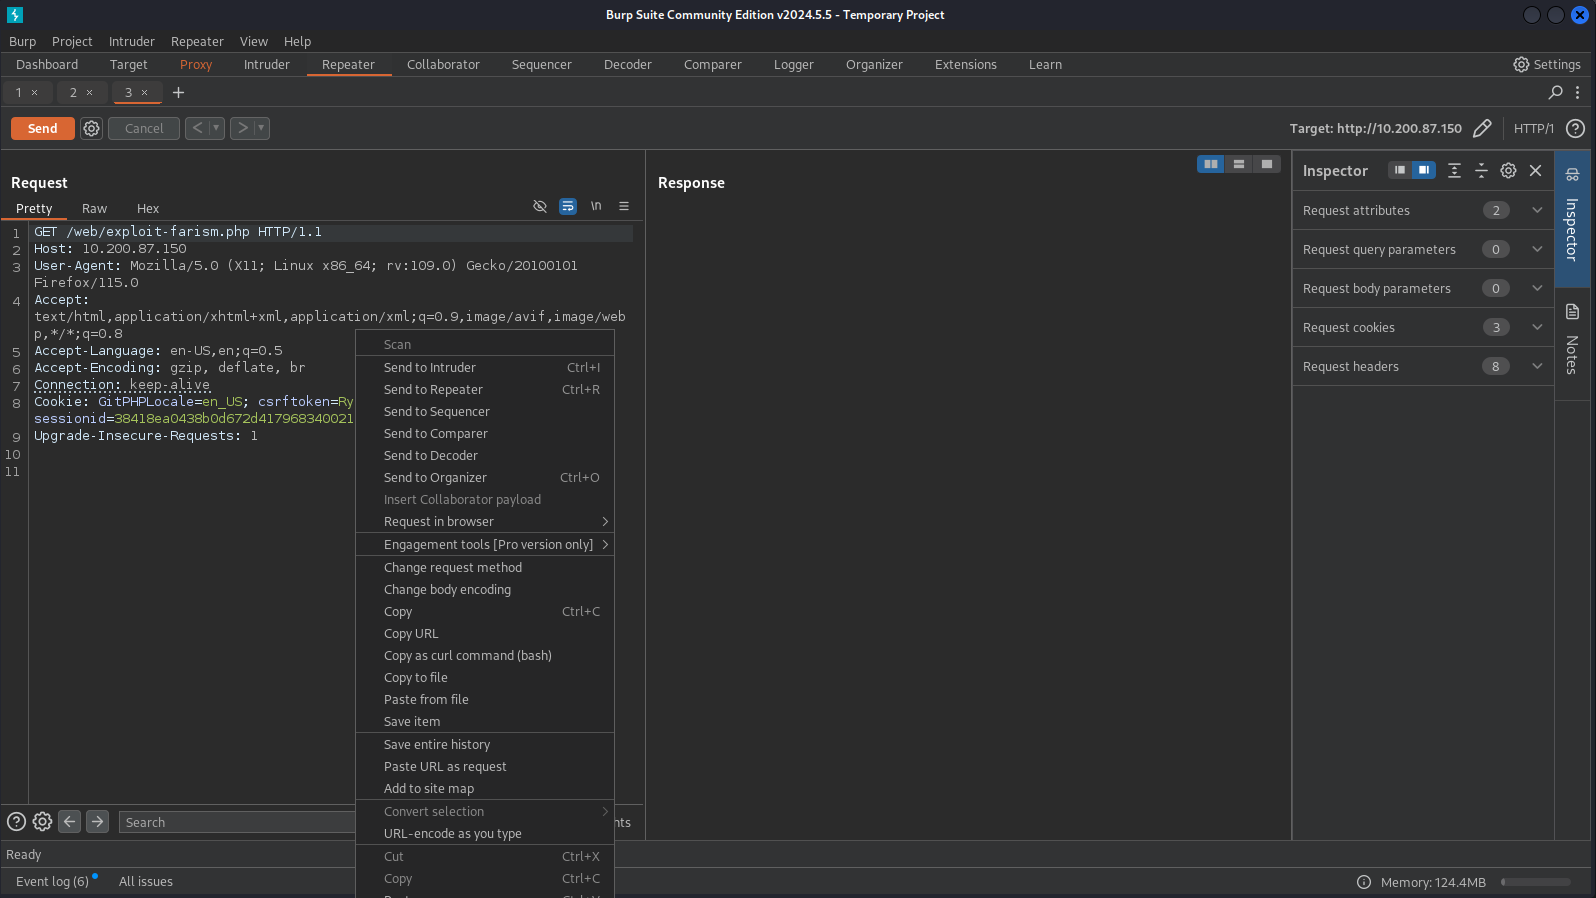 Burp Suite Community Edition v2024.5.5 - Temporary Project
Burp Project Intruder Repeater View Help
Dashboard Target Proxy Intruder Repeater Collaborator Sequencer Decoder Comparer Logger Organizer Extensions Learn Settings
1 × 2 × 3 × +
Send Cancel < > Target: http://10.200.87.150 HTTP/1 ?
Request
Pretty Raw Hex \n
1 GET /web/exploit-farism.php HTTP/1.1
2 Host: 10.200.87.150
3 User-Agent: Mozilla/5.0 (X11; Linux x86_64; rv:109.0) Gecko/20100101
Firefox/115.0
4 Accept:
text/html,application/xhtml+xml,application/xml;q=0.9,image/avif,image/web
p,*/*;q=0.8
5 Accept-Language: en-US,en;q=0.5
6 Accept-Encoding: gzip, deflate, br
7 Connection: keep-alive
8 Cookie: GitPHPLocale=en_US; csrftoken=Ry
sessionid=38418ea0438b0d672d417968340021
9 Upgrade-Insecure-Requests: 1
10
11
Scan
Send to Intruder Ctrl+I
Send to Repeater Ctrl+R
Send to Sequencer
Send to Comparer
Send to Decoder
Send to Organizer Ctrl+O
Insert Collaborator payload
Request in browser
Engagement tools [Pro version only]
Change request method
Change body encoding
Copy Ctrl+C
Copy URL
Copy as curl command (bash)
Copy to file
Paste from file
Save item
Save entire history
Paste URL as request
Add to site map
Convert selection
URL-encode as you type
Cut Ctrl+X
Copy Ctrl+C
Response
Inspector
Request attributes 2
Request query parameters 0
Request body parameters 0
Request cookies 3
Request headers 8
Inspector
Notes
? Search
Ready
Event log (6) All issues
Memory: 124.4MB